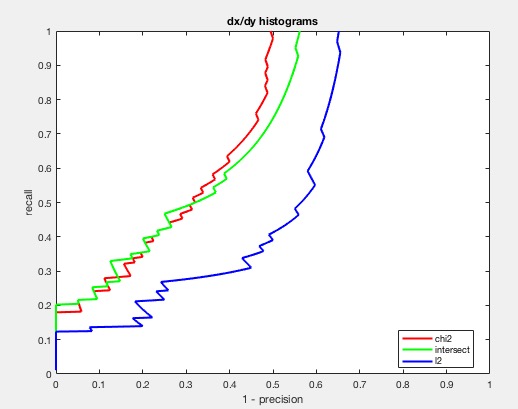 dx/dy histograms
1
0.9
0.8
0.7
0.6
0.5
0.4
0.3
0.2
0.1
0
recall
0 0.1 0.2 0.3 0.4 0.5 0.6 0.7 0.8 0.9 1
1 - precision
chi2
intersect
l2